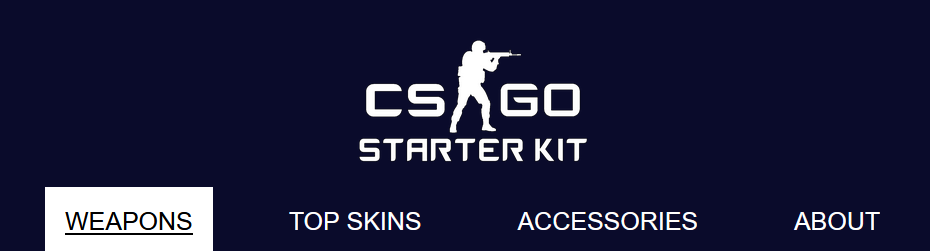 CS GO
STARTER KIT
WEAPONS TOP SKINS ACCESSORIES ABOUT